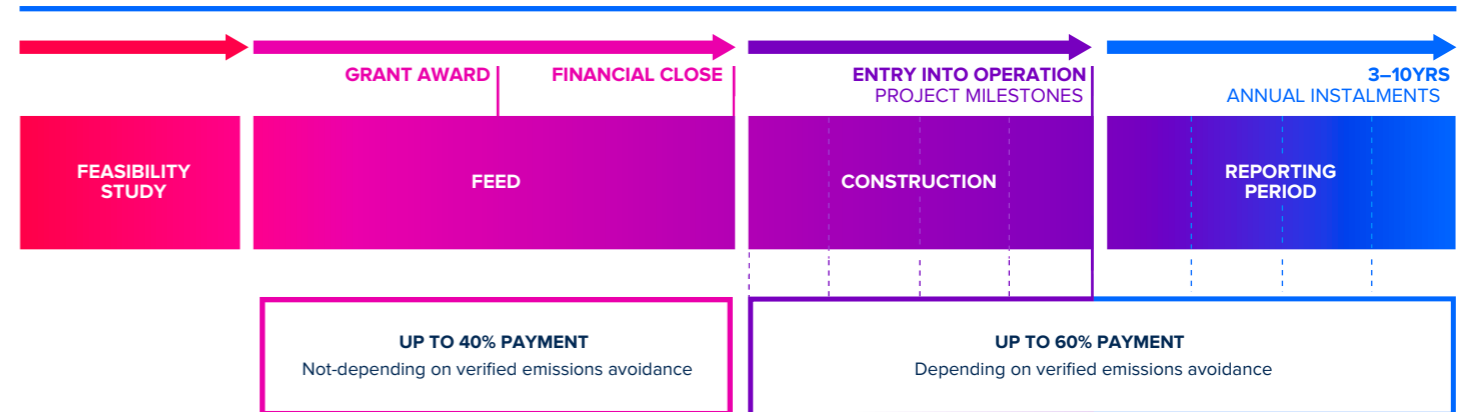 GRANT AWARD
FINANCIAL CLOSE
ENTRY INTO OPERATION
PROJECT MILESTONES
3–10YRS
ANNUAL INSTALMENTS
FEASIBILITY
STUDY
FEED
CONSTRUCTION
REPORTING
PERIOD
UP TO 40% PAYMENT
Not-depending on verified emissions avoidance
UP TO 60% PAYMENT
Depending on verified emissions avoidance